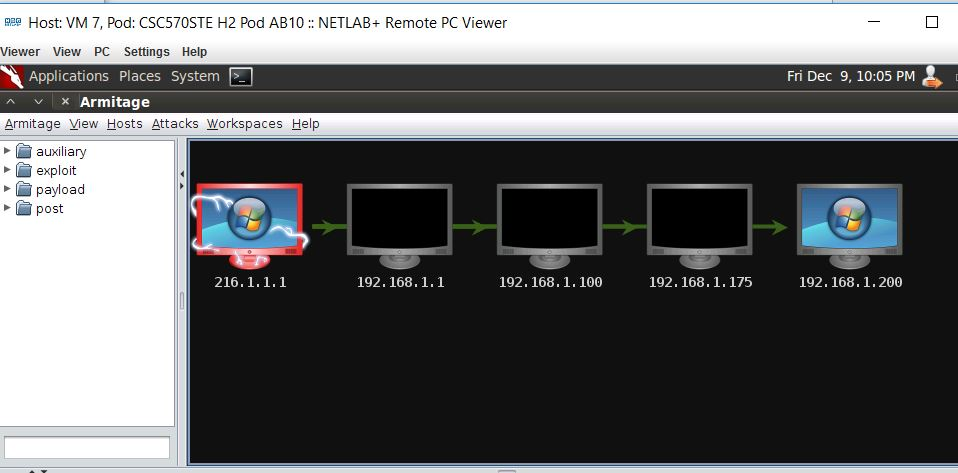 Host: VM 7, Pod: CSC570STE H2 Pod AB10 :: NETLAB+ Remote PC Viewer
Viewer View PC Settings Help
Applications Places System Fri Dec 9, 10:05 PM
Armitage
Armitage View Hosts Attacks Workspaces Help
auxiliary
exploit
payload
post
216.1.1.1 192.168.1.1 192.168.1.100 192.168.1.175 192.168.1.200